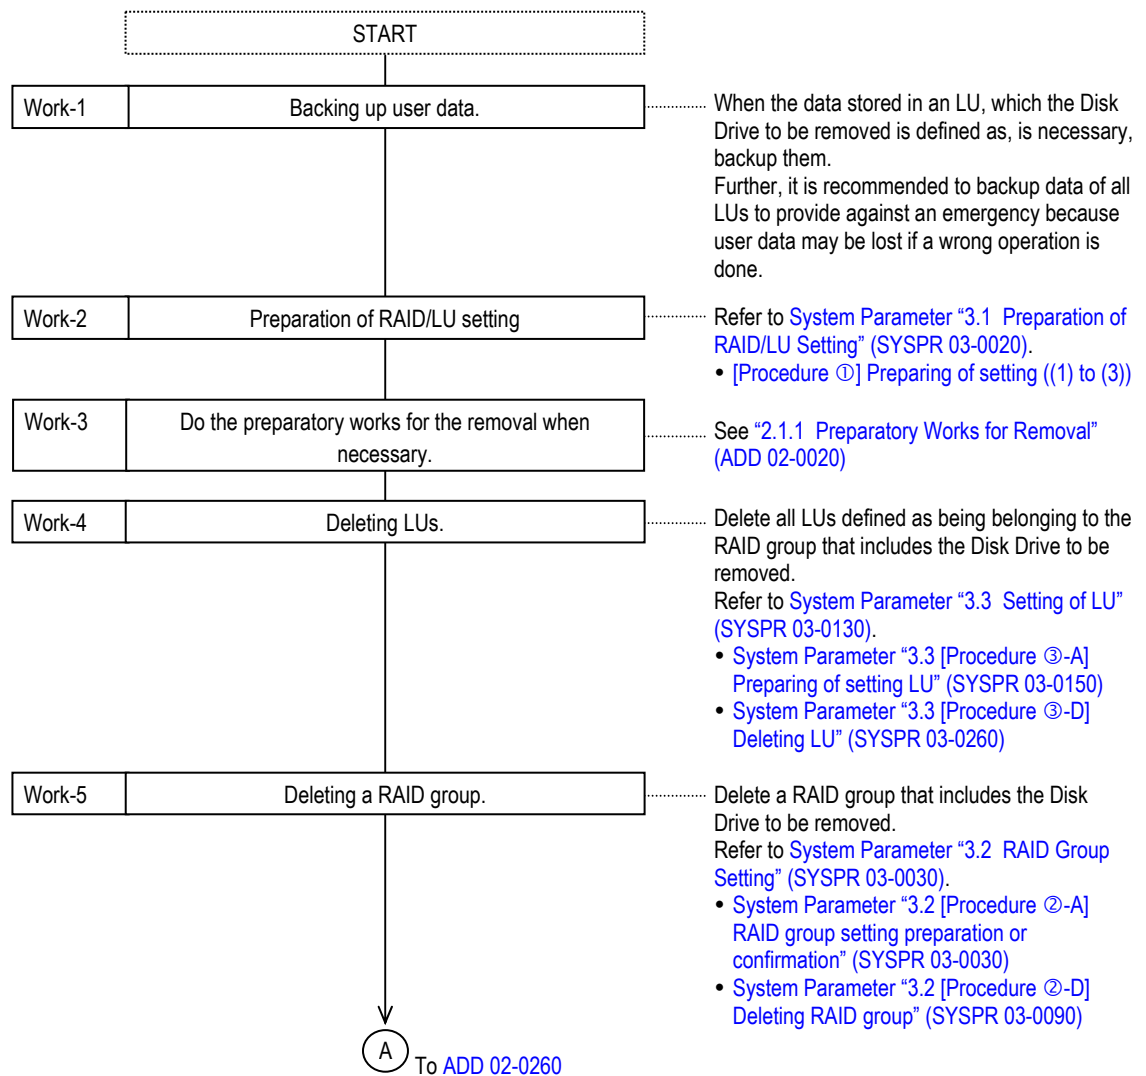 START
Work-1
Backing up user data.
When the data stored in an LU, which the Disk
Drive to be removed is defined as, is necessary,
backup them.
Further, it is recommended to backup data of all
LUs to provide against an emergency because
user data may be lost if a wrong operation is
done.
Work-2
Preparation of RAID/LU setting
Refer to System Parameter “3.1 Preparation of
RAID/LU Setting” (SYSPR 03-0020).
• [Procedure ①] Preparing of setting ((1) to (3))
Work-3
Do the preparatory works for the removal when
necessary.
See “2.1.1 Preparatory Works for Removal”
(ADD 02-0020)
Work-4
Deleting LUs.
Delete all LUs defined as being belonging to the
RAID group that includes the Disk Drive to be
removed.
Refer to System Parameter “3.3 Setting of LU”
(SYSPR 03-0130).
• System Parameter “3.3 [Procedure ③-A]
Preparing of setting LU” (SYSPR 03-0150)
• System Parameter “3.3 [Procedure ③-D]
Deleting LU” (SYSPR 03-0260)
Work-5
Deleting a RAID group.
Delete a RAID group that includes the Disk
Drive to be removed.
Refer to System Parameter “3.2 RAID Group
Setting” (SYSPR 03-0030).
• System Parameter “3.2 [Procedure ②-A]
RAID group setting preparation or
confirmation” (SYSPR 03-0030)
• System Parameter “3.2 [Procedure ②-D]
Deleting RAID group” (SYSPR 03-0090)
A
To ADD 02-0260